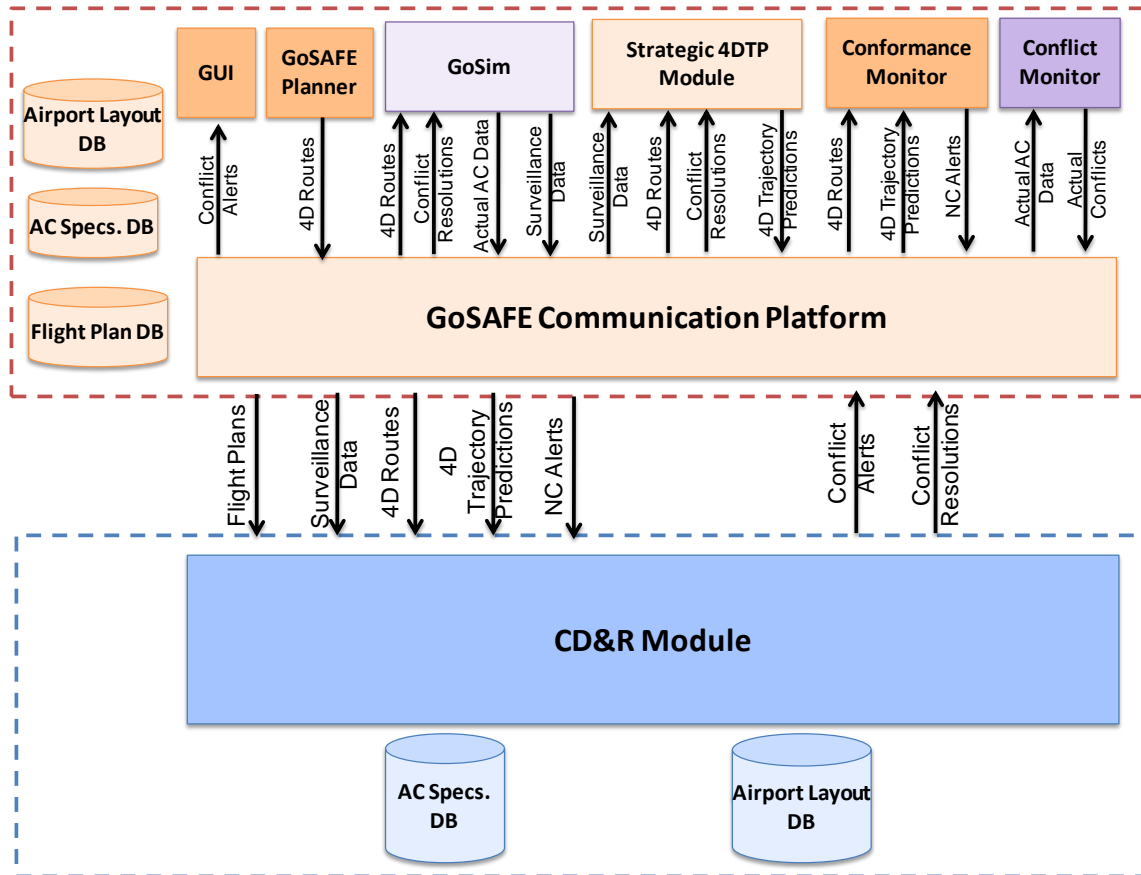 GUI
GoSAFE
Planner
GoSim
Strategic 4DTP
Module
Conformance
Monitor
Conflict
Monitor
Airport Layout
DB
AC Specs. DB
Flight Plan DB
Conflict
Alerts
4D Routes
4D Routes
Conflict
Resolutions
Actual AC Data
Surveillance
Data
Surveillance
Data
4D Routes
Conflict
Resolutions
4D Trajectory
Predictions
4D Routes
4D Trajectory
Predictions
NC Alerts
Actual AC
Data
Actual
Conflicts
GoSAFE Communication Platform
Flight Plans
Surveillance
Data
4D Routes
4D
Trajectory
Predictions
NC Alerts
Conflict
Alerts
Conflict
Resolutions
CD&R Module
AC Specs.
DB
Airport Layout
DB